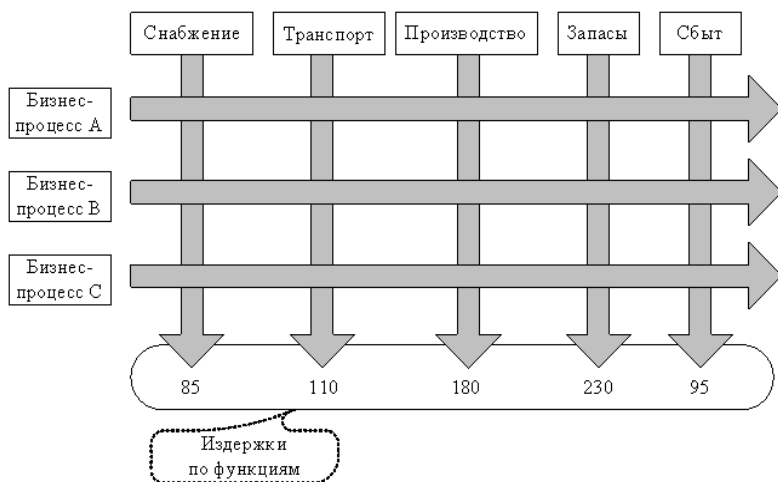 Снабжение
Транспорт
Производство
Запасы
Сбыт
Бизнес-
процесс А
Бизнес-
процесс В
Бизнес-
процесс С
85
110
180
230
95
Издержки
по функциям